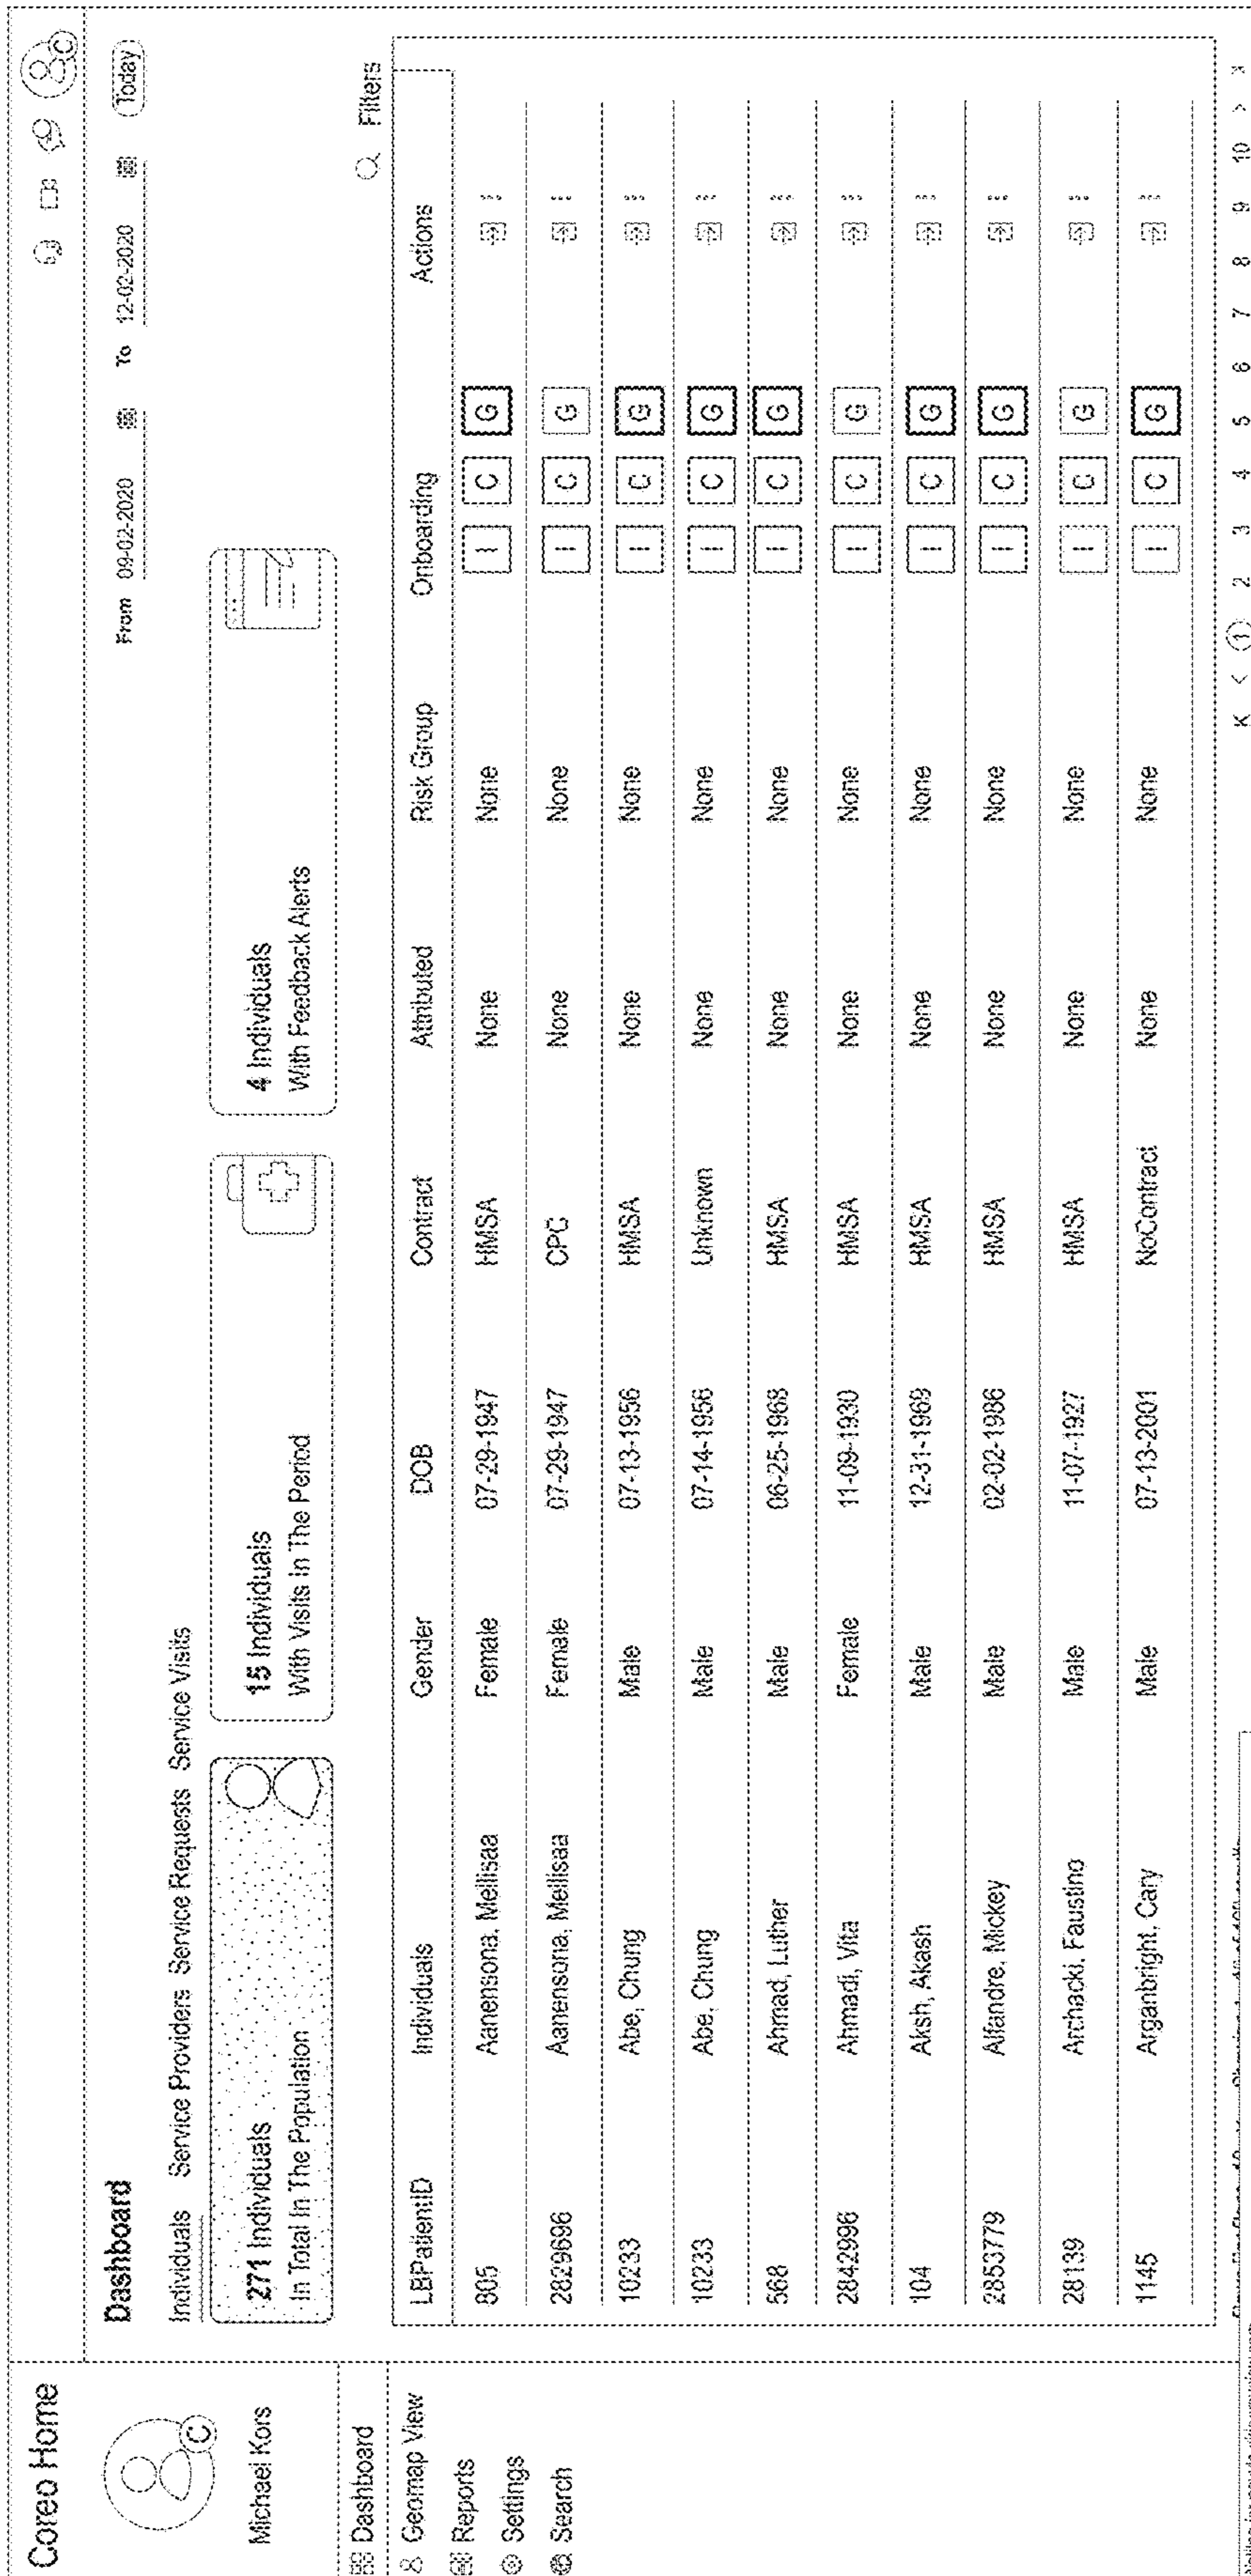 Coreo Home
Michael Kors
Dashboard
Geomap View
Reports
Settings
Search
Dashboard
From 09-02-2020 To 12-02-2020 Today
Individuals Service Providers Service Requests Service Visits
271 Individuals
In Total In The Population
15 Individuals
With Visits In The Period
4 Individuals
With Feedback Alerts
Filters
LBPatientID Individuals Gender DOB Contract Attributed Risk Group Onboarding Actions
Aanensona, Mellisaa Female 07-29-1947 HMSA None None I C G
2829696 Aanensona, Mellisaa Female 07-29-1947 CPC None None I C G
10233 Abe, Chung Male 07-13-1956 HMSA None None I C G
10233 Abe, Chung Male 07-14-1956 Unknown None None I C G
568 Ahmad, Luther Male 06-25-1968 HMSA None None I C G
2842996 Ahmadi, Vita Female 11-09-1930 HMSA None None I C G
104 Aksh, Akash Male 12-31-1969 HMSA None None I C G
2853779 Alfandre, Mickey Male 02-02-1986 HMSA None None I C G
28139 Archacki, Faustino Male 11-07-1927 HMSA None None I C G
1145 Arganbright, Cary Male 07-13-2001 NoContract None None I C G
K < 1 2 3 4 5 6 7 8 9 10 >